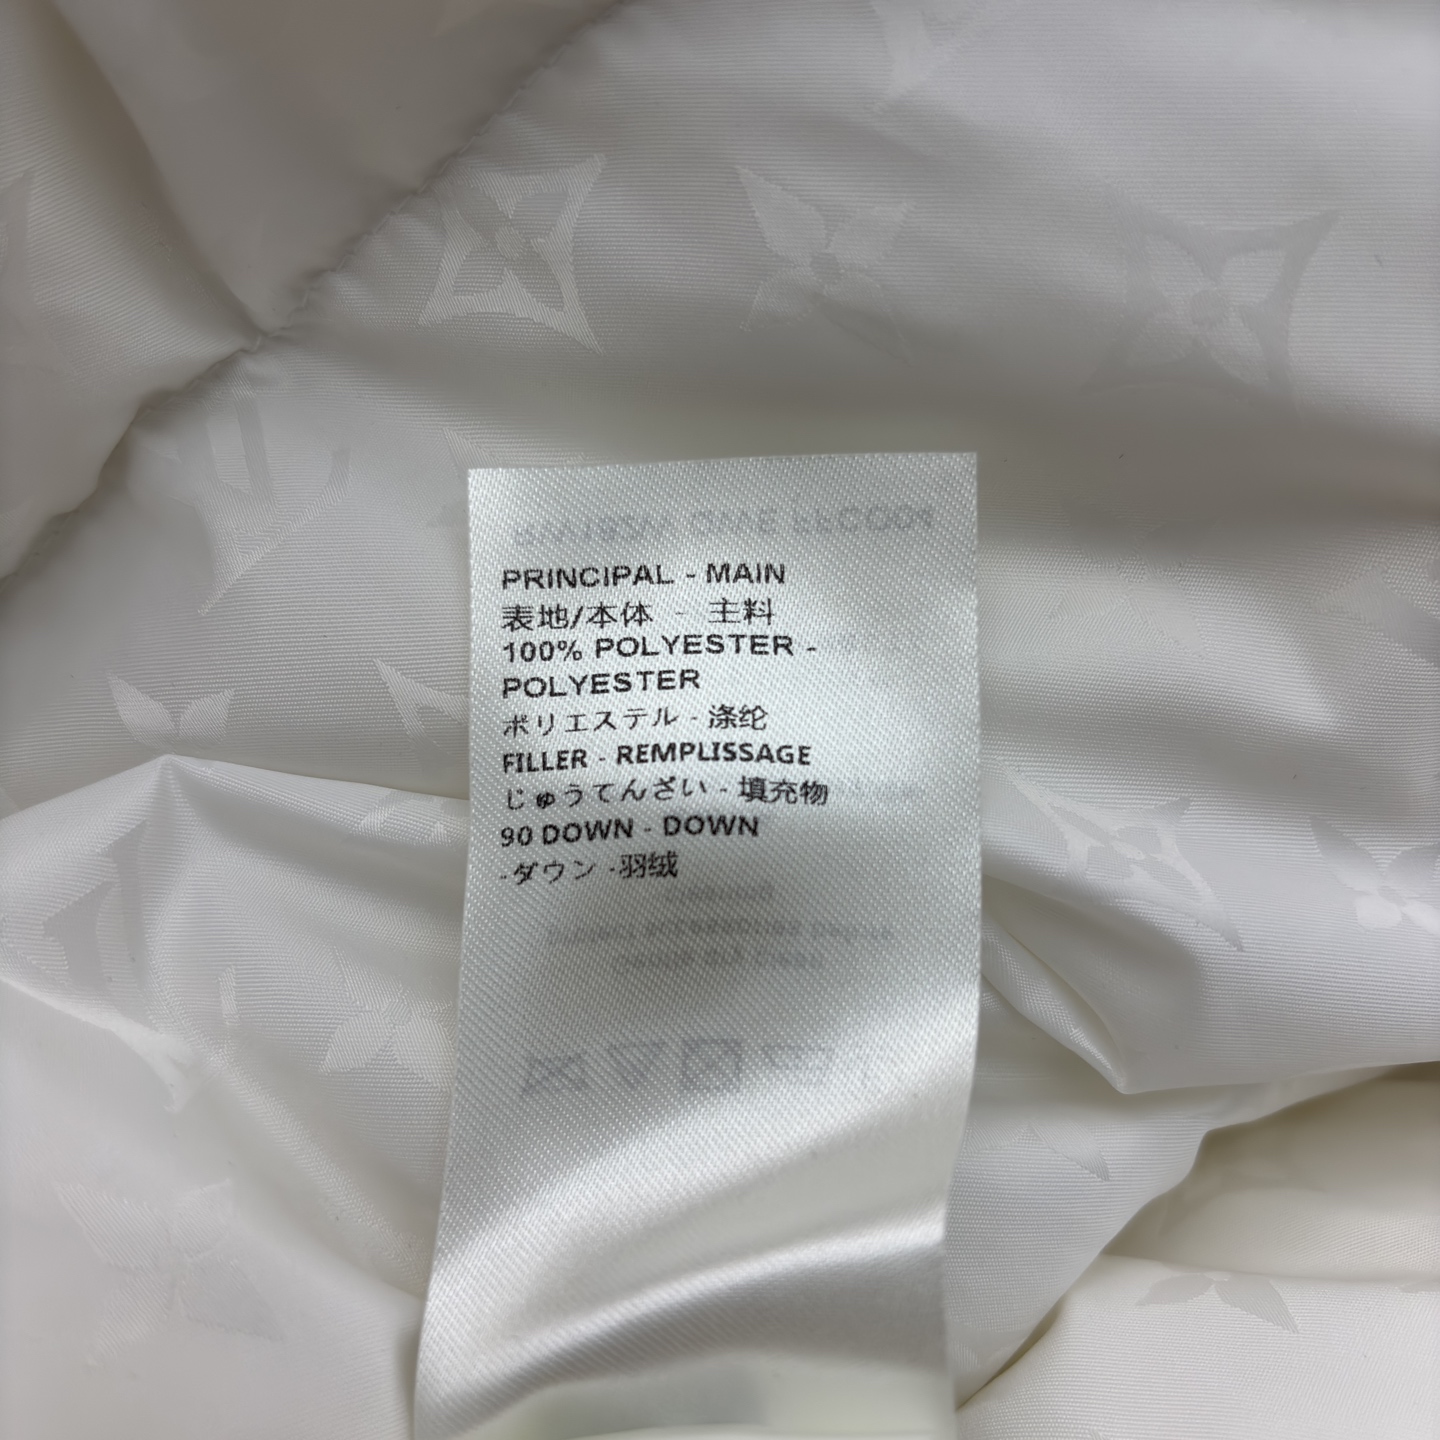 PRINCIPAL - MAIN
表地/本体 - 主料
100% POLYESTER -
POLYESTER
ポリエステル - 涤纶
FILLER - REMPLISSAGE
じゅうてんざい - 填充物
90 DOWN - DOWN
-ダウン -羽绒